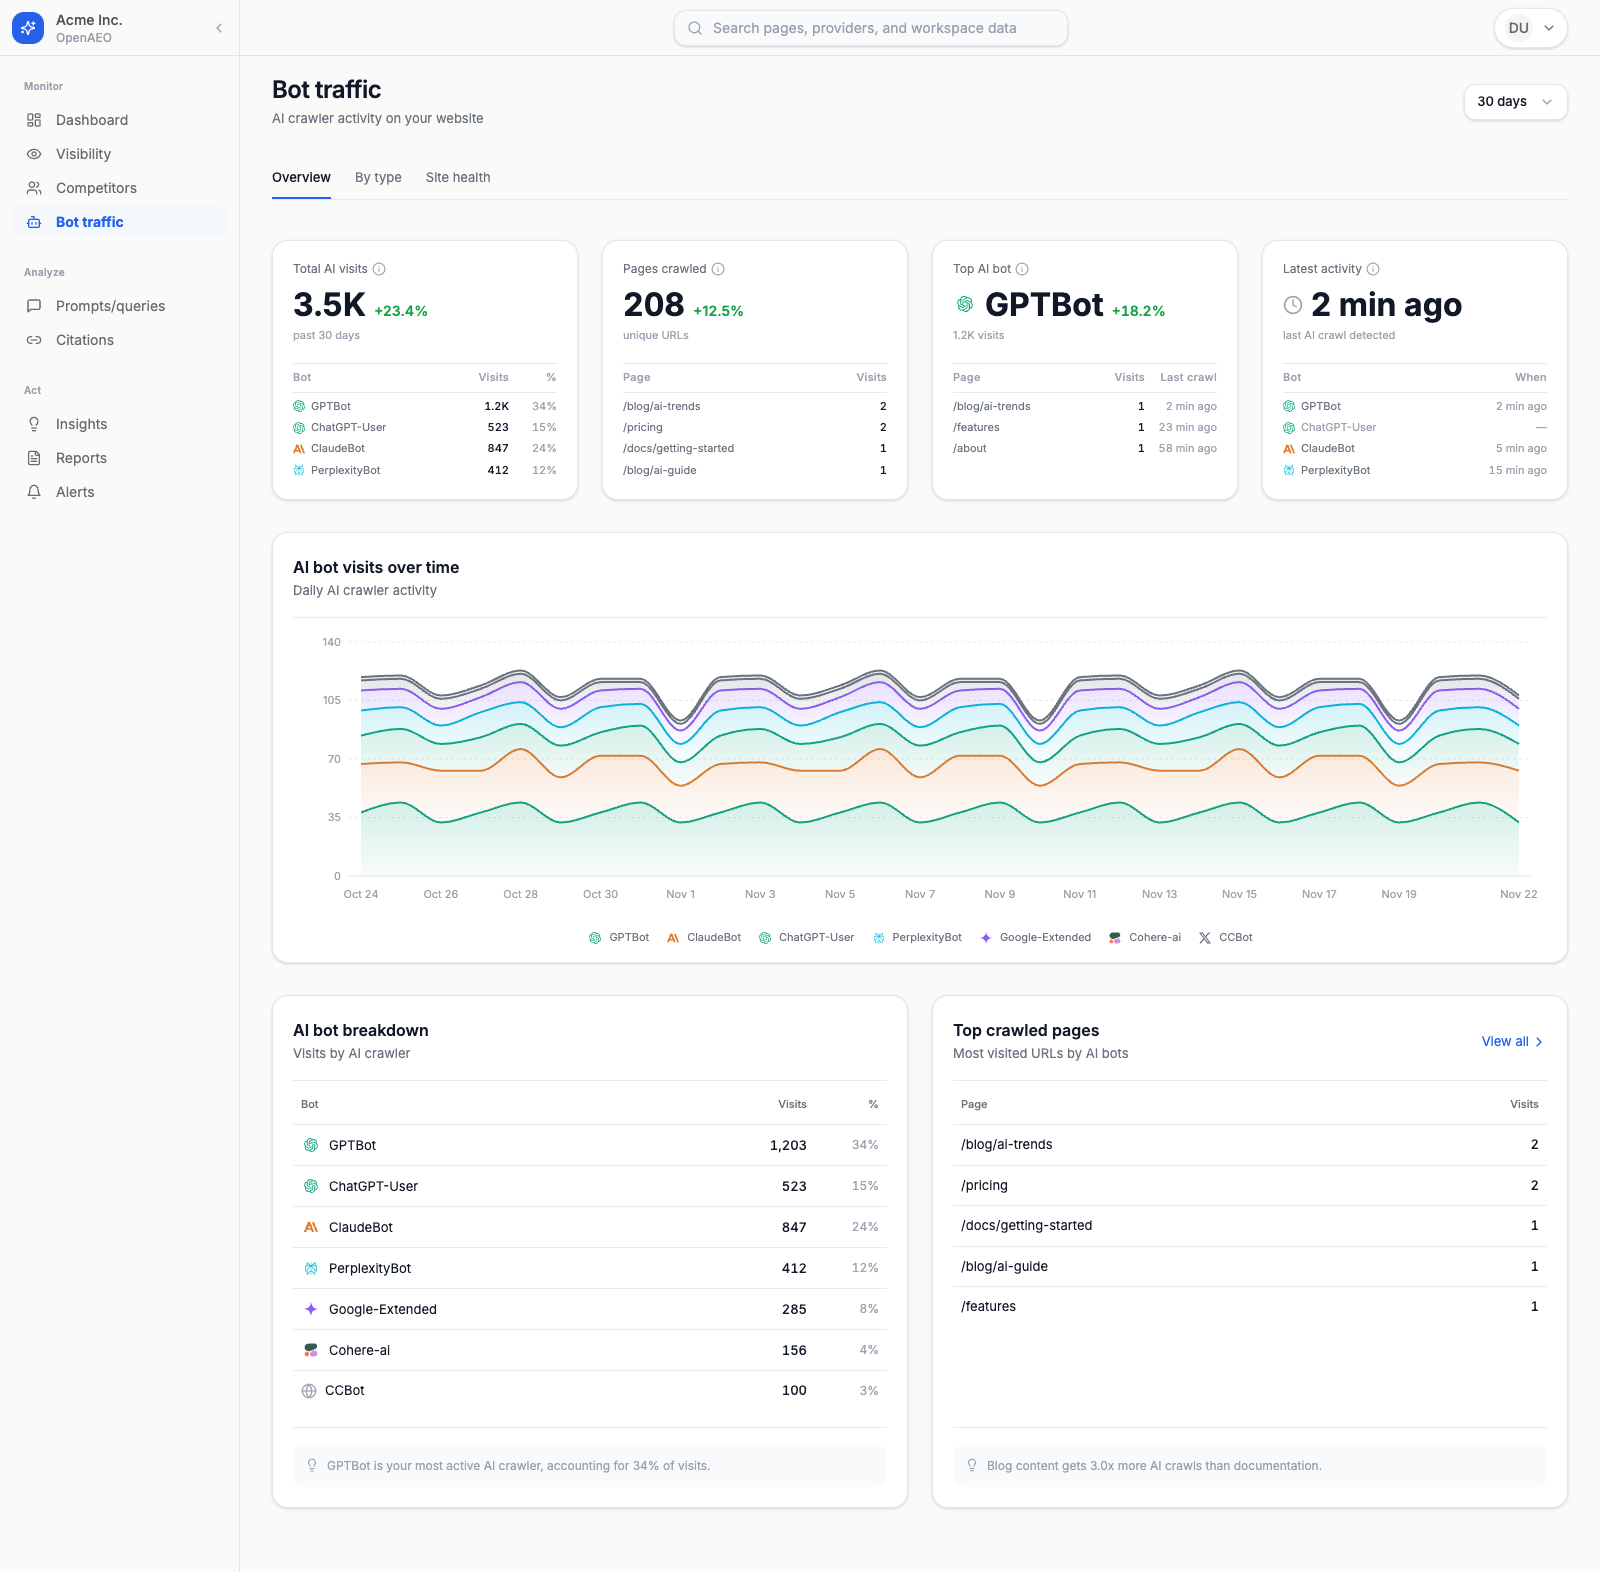 Acme Inc.
OpenAEO
Search pages, providers, and workspace data
DU
Monitor
Dashboard
Visibility
Competitors
Bot traffic
Analyze
Prompts/queries
Citations
Act
Insights
Reports
Alerts
Bot traffic
AI crawler activity on your website
30 days
Overview By type Site health
Total AI visits
3.5K +23.4%
past 30 days
Bot Visits %
GPTBot 1.2K 34%
ChatGPT-User 523 15%
ClaudeBot 847 24%
PerplexityBot 412 12%
Pages crawled
208 +12.5%
unique URLs
Page Visits
/blog/ai-trends 2
/pricing 2
/docs/getting-started 1
/blog/ai-guide 1
Top AI bot
GPTBot +18.2%
1.2K visits
Page Visits Last crawl
/blog/ai-trends 1 2 min ago
/features 1 23 min ago
/about 1 58 min ago
Latest activity
2 min ago
last AI crawl detected
Bot When
GPTBot 2 min ago
ChatGPT-User —
ClaudeBot 5 min ago
PerplexityBot 15 min ago
AI bot visits over time
Daily AI crawler activity
140
105
70
35
0
Oct 24 Oct 26 Oct 28 Oct 30 Nov 1 Nov 3 Nov 5 Nov 7 Nov 9 Nov 11 Nov 13 Nov 15 Nov 17 Nov 19 Nov 22
GPTBot ClaudeBot ChatGPT-User PerplexityBot Google-Extended Cohere-ai CCBot
AI bot breakdown
Visits by AI crawler
Bot Visits %
GPTBot 1,203 34%
ChatGPT-User 523 15%
ClaudeBot 847 24%
PerplexityBot 412 12%
Google-Extended 285 8%
Cohere-ai 156 4%
CCBot 100 3%
GPTBot is your most active AI crawler, accounting for 34% of visits.
Top crawled pages
Most visited URLs by AI bots
View all
Page Visits
/blog/ai-trends 2
/pricing 2
/docs/getting-started 1
/blog/ai-guide 1
/features 1
Blog content gets 3.0x more AI crawls than documentation.